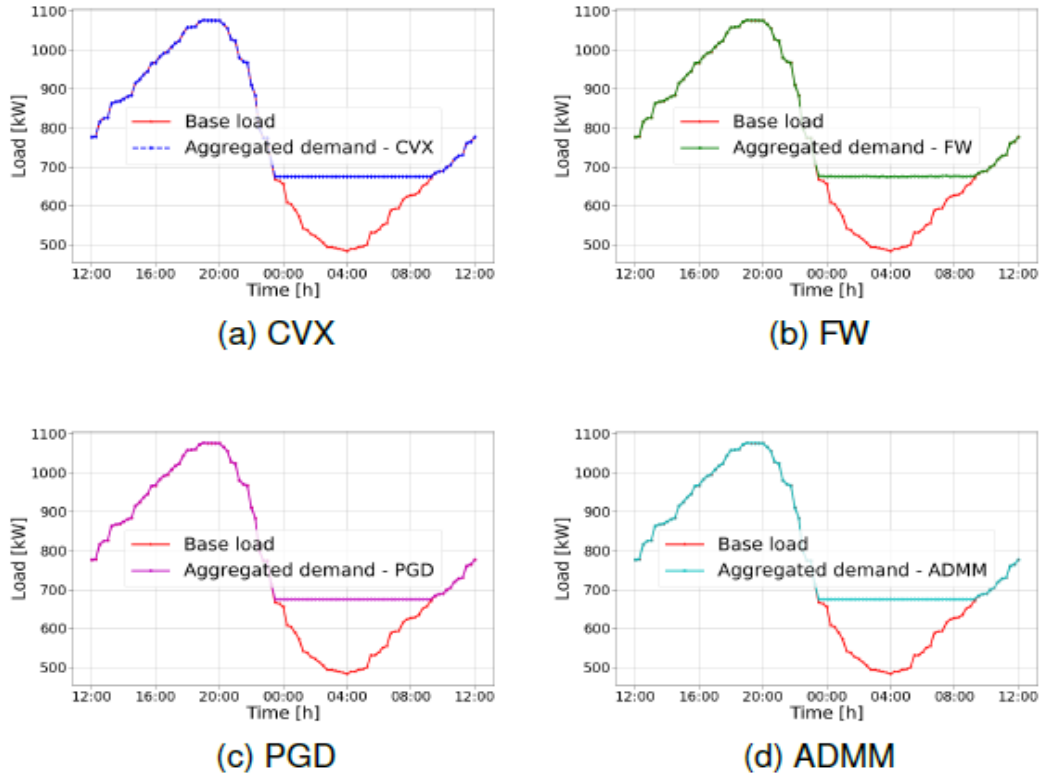 1100
1000
900
800
700
600
500
Load [kW]
Base load
Aggregated demand - CVX
12:00 16:00 20:00 00:00 04:00 08:00 12:00
Time [h]
(a) CVX
1100
1000
900
800
700
600
500
Load [kW]
Base load
Aggregated demand - FW
12:00 16:00 20:00 00:00 04:00 08:00 12:00
Time [h]
(b) FW
1100
1000
900
800
700
600
500
Load [kW]
Base load
Aggregated demand - PGD
12:00 16:00 20:00 00:00 04:00 08:00 12:00
Time [h]
(c) PGD
1100
1000
900
800
700
600
500
Load [kW]
Base load
Aggregated demand - ADMM
12:00 16:00 20:00 00:00 04:00 08:00 12:00
Time [h]
(d) ADMM